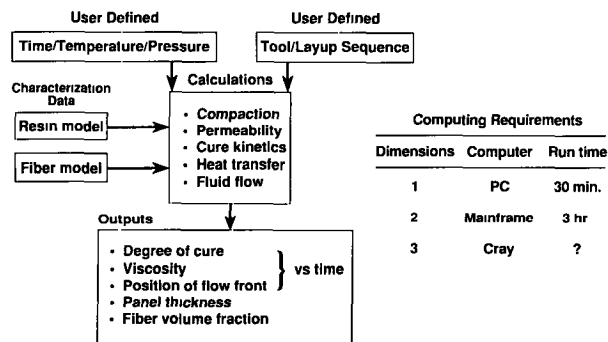 User Defined
User Defined
Time/Temperature/Pressure
Tool/Layup Sequence
Calculations
Characterization
Data
Resin model
Fiber model
• Compaction
• Permeability
• Cure kinetics
• Heat transfer
• Fluid flow
Outputs
• Degree of cure
• Viscosity
• Position of flow front
} vs time
• Panel thickness
• Fiber volume fraction
Computing Requirements
Dimensions Computer Run time
1 PC 30 min.
2 Mainframe 3 hr
3 Cray ?